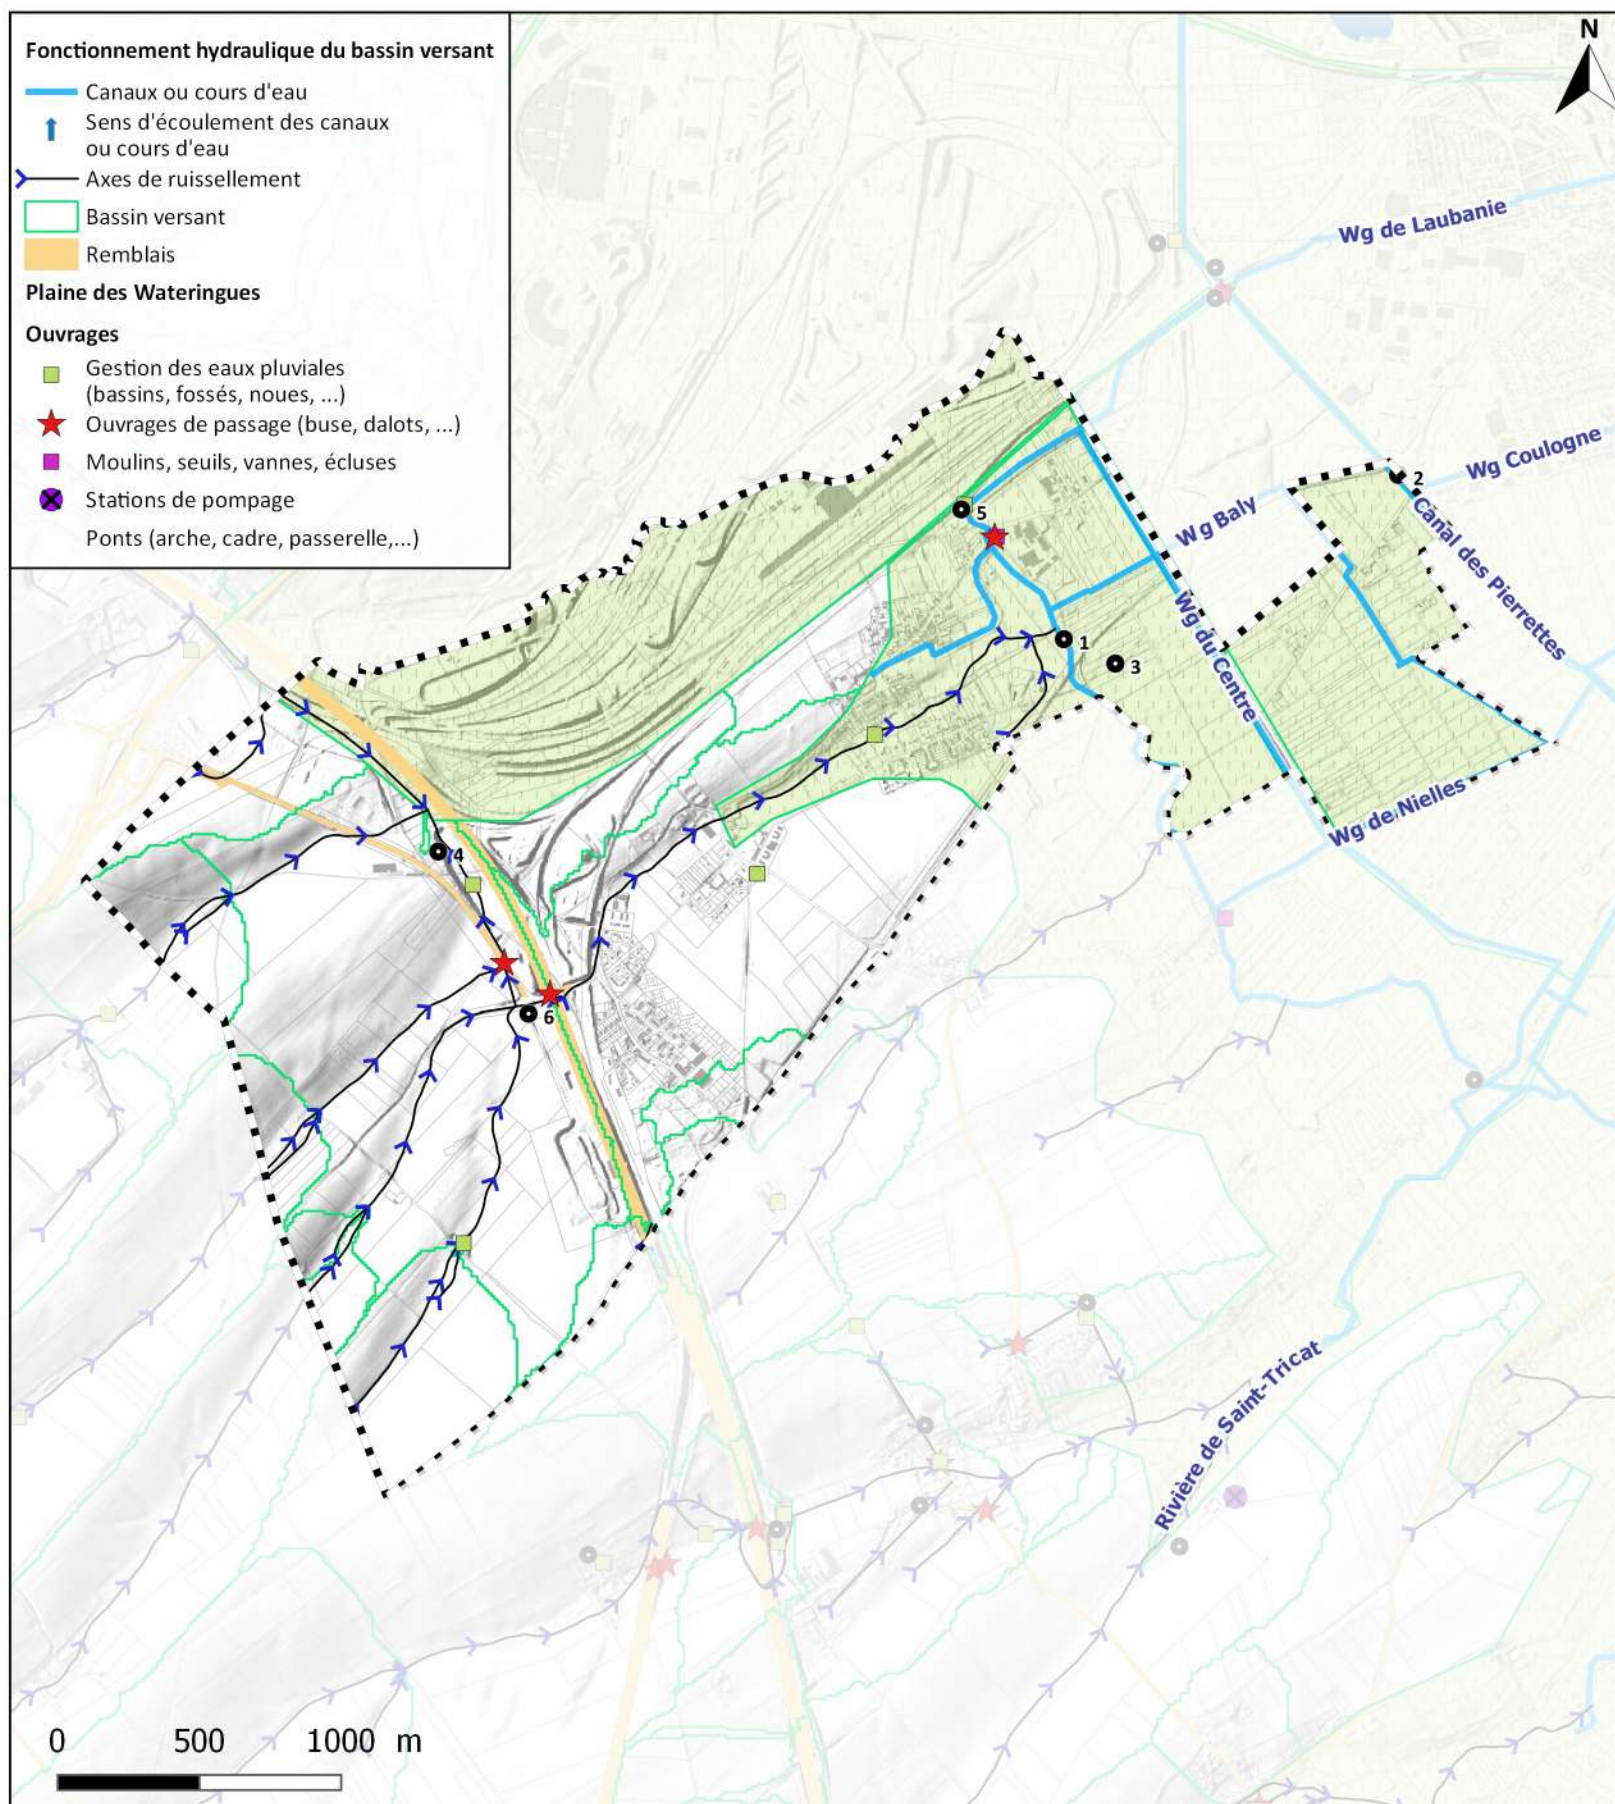 Fonctionnement hydraulique du bassin versant
Canaux ou cours d'eau
Sens d'écoulement des canaux
ou cours d'eau
Axes de ruissellement
Bassin versant
Remblais
Plaine des Wateringues
Ouvrages
Gestion des eaux pluviales
(bassins, fossés, noues, ...)
Ouvrages de passage (buse, dalots, ...)
Moulins, seuils, vannes, écluses
Stations de pompage
Ponts (arche, cadre, passerelle,...)
N
Wg de Laubanie
Wg Coulogne
2
Wg Baly
Canal des Pierrettes
5
Wg du Centre
1
3
Wg de Nielles
4
6
Rivière de Saint-Tricat
0 500 1000 m